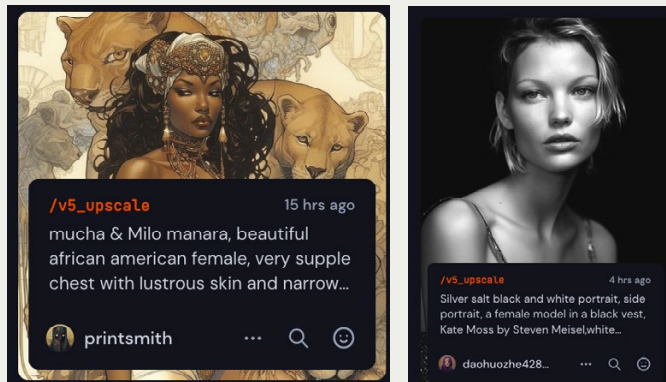 /v5_upscale 15 hrs ago
mucha & Milo manara, beautiful
african american female, very supple
chest with lustrous skin and narrow...
printsmith
/v5_upscale 4 hrs ago
Silver salt black and white portrait, side
portrait, a female model in a black vest,
Kate Moss by Steven Meisel,white...
daohuozhe428...